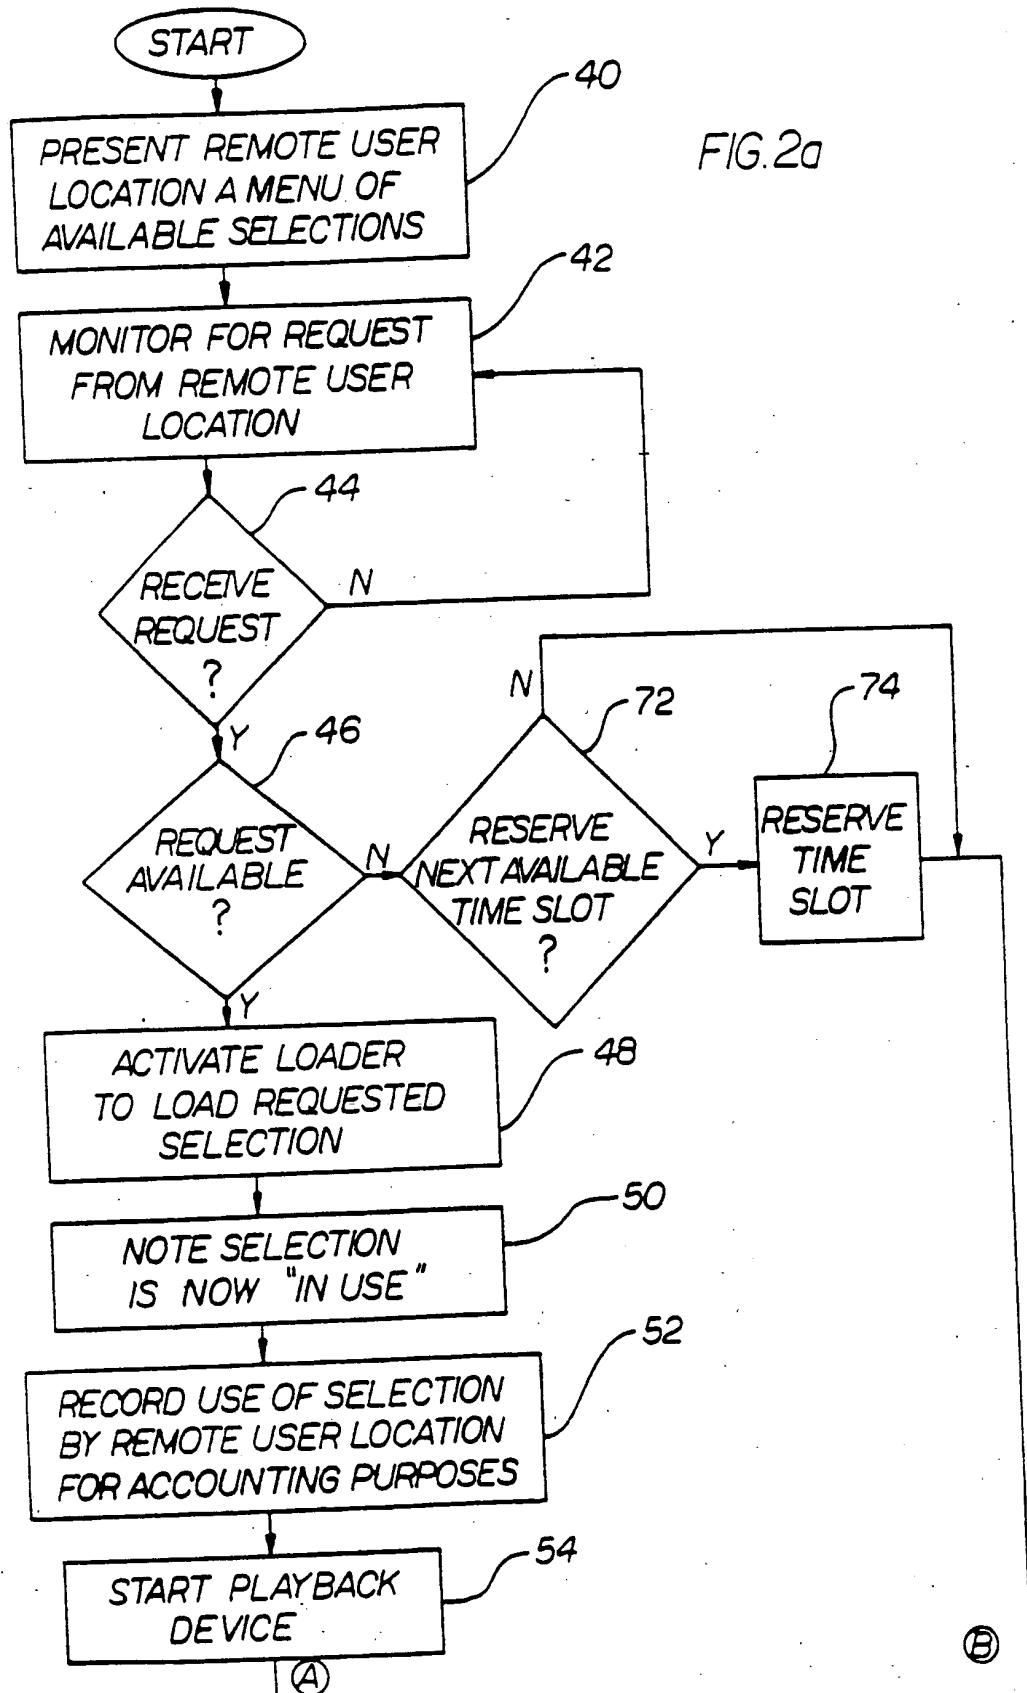 START
40
FIG.2a
PRESENT REMOTE USER
LOCATION A MENU OF
AVAILABLE SELECTIONS
42
MONITOR FOR REQUEST
FROM REMOTE USER
LOCATION
44
RECEIVE
REQUEST
?
N
Y
46
REQUEST
AVAILABLE
?
N
72
N
RESERVE
NEXT AVAILABLE
TIME SLOT
?
Y
74
RESERVE
TIME
SLOT
Y
48
ACTIVATE LOADER
TO LOAD REQUESTED
SELECTION
50
NOTE SELECTION
IS NOW "IN USE"
52
RECORD USE OF SELECTION
BY REMOTE USER LOCATION
FOR ACCOUNTING PURPOSES
54
START PLAYBACK
DEVICE
A
B